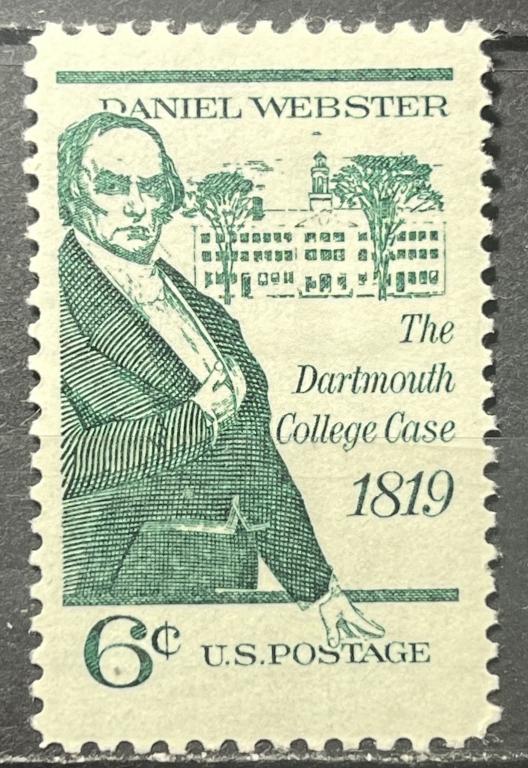 DANIEL WEBSTER
The
Dartmouth
College Case
1819
6¢ U.S.POSTAGE